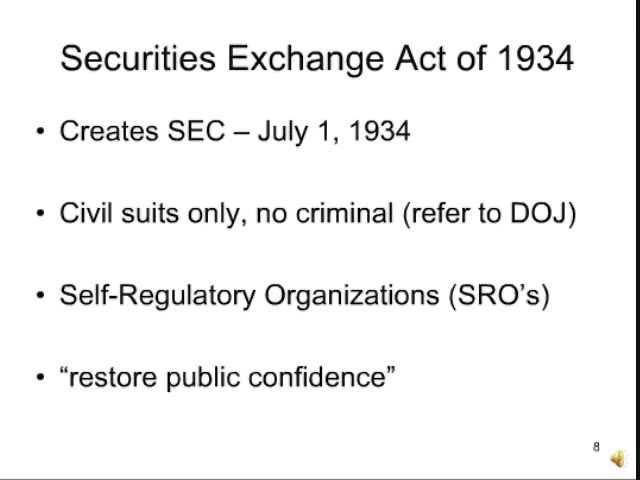 Securities Exchange Act of 1934
• Creates SEC – July 1, 1934
• Civil suits only, no criminal (refer to DOJ)
• Self-Regulatory Organizations (SRO’s)
• “restore public confidence”
8